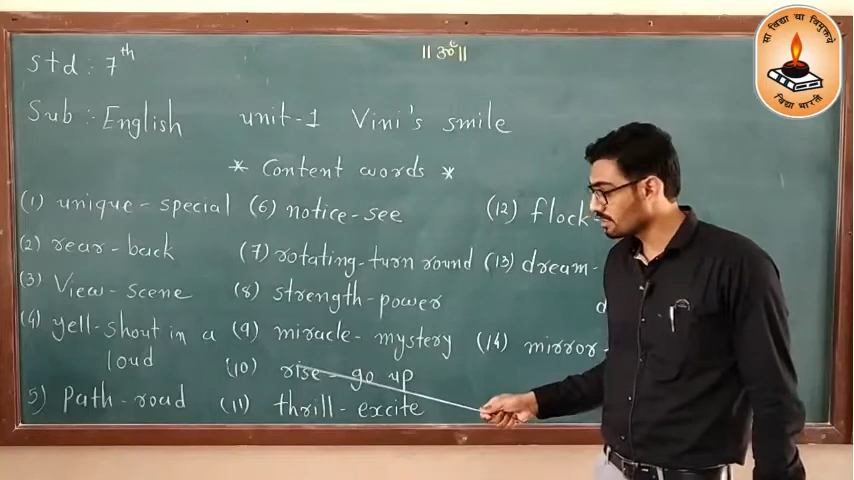 || ॐ ||
सा विद्या या विमुक्तये
विद्या भारती
std : 7th
Sub : English unit-1 Vini's smile
* Content words *
(1) unique - special
(2) rear - back
(3) View - scene
(4) yell - shout in a
loud
5) path - road
(6) notice - see
(7) rotating - turn round
(8) strength - power
(9) miracle - mystery
(10) rise - go up
(11) thrill - excite
(12) flock -
(13) dream -
(14) mirror -